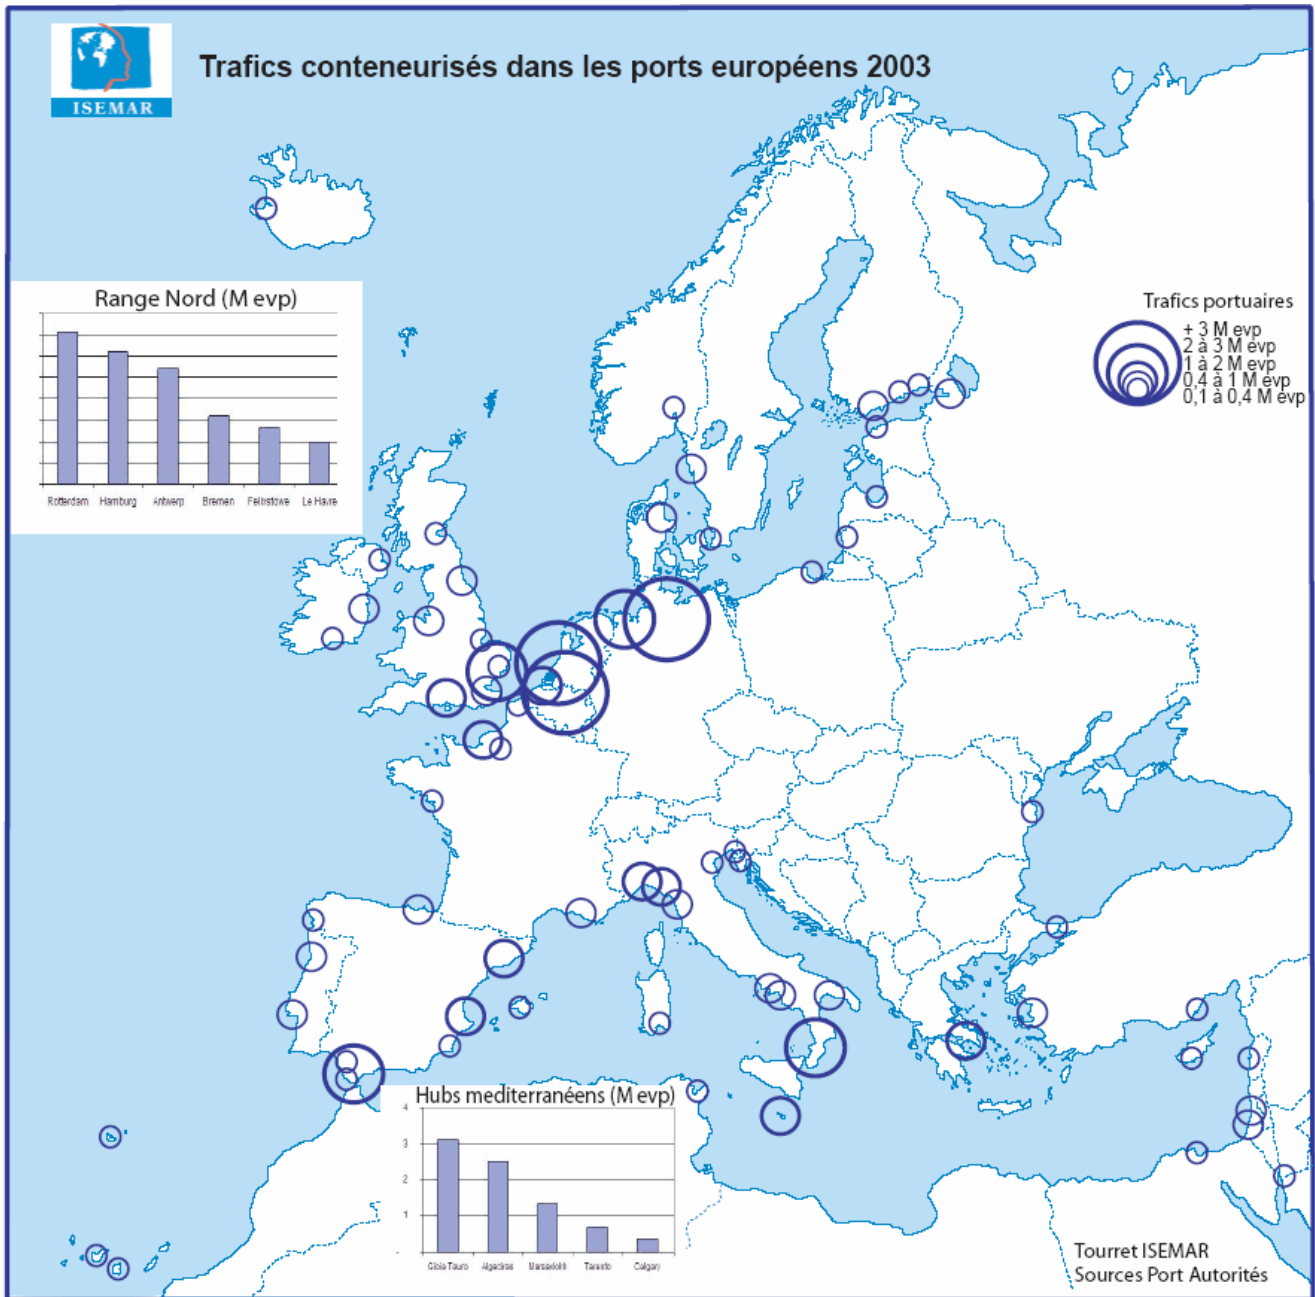 ISEMAR
Trafics conteneurisés dans les ports européens 2003
Range Nord (M evp)
Rotterdam Hamburg Antwerp Bremen Felixstowe Le Havre
Trafics portuaires
+ 3 M evp
2 à 3 M evp
1 à 2 M evp
0,4 à 1 M evp
0,1 à 0,4 M evp
Hubs mediterranéens (M evp)
4
3
2
1
-
Gioia Tauro Algeciras Marsaxlokk Taranto Calgary
Tourret ISEMAR
Sources Port Autorités